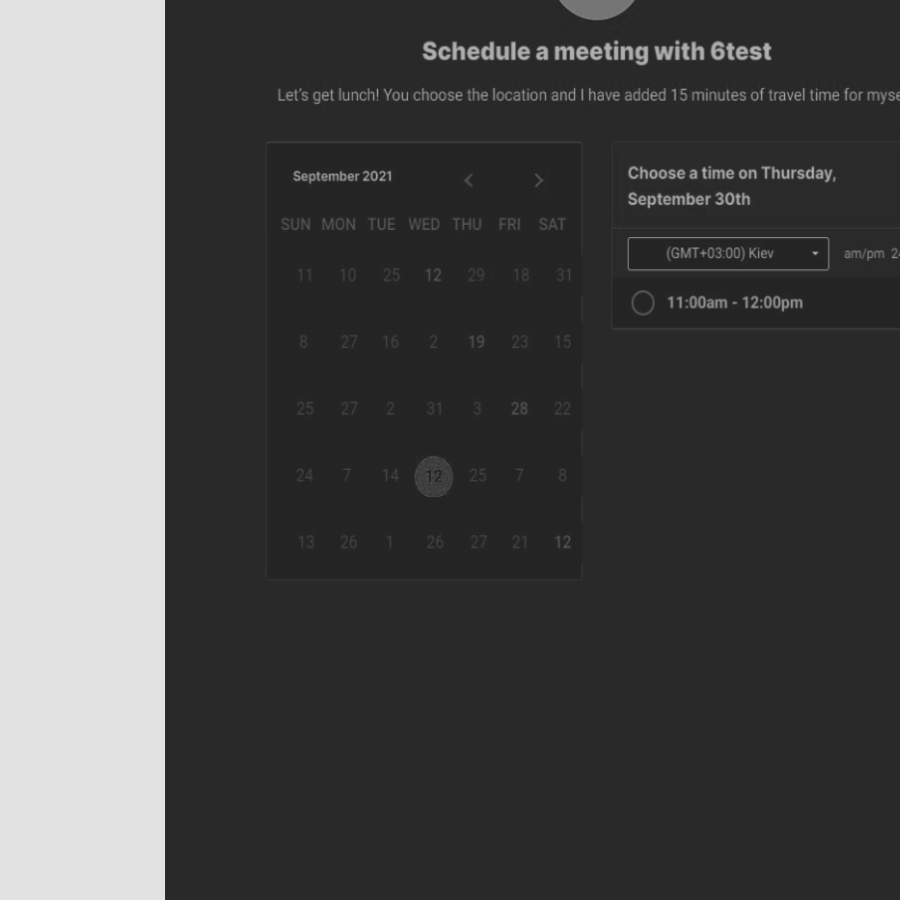 Schedule a meeting with 6test
Let's get lunch! You choose the location and I have added 15 minutes of travel time for
September 2021
SUN MON TUE WED THU FRI SAT
11 10 25 12 29 18 31
8 27 16 2 19 23 15
25 27 2 31 3 28 22
24 7 14 12 25 7 8
13 26 1 26 27 21 12
Choose a time on Thursday,
September 30th
(GMT+03:00) Kiev
am/pm
11:00am - 12:00pm